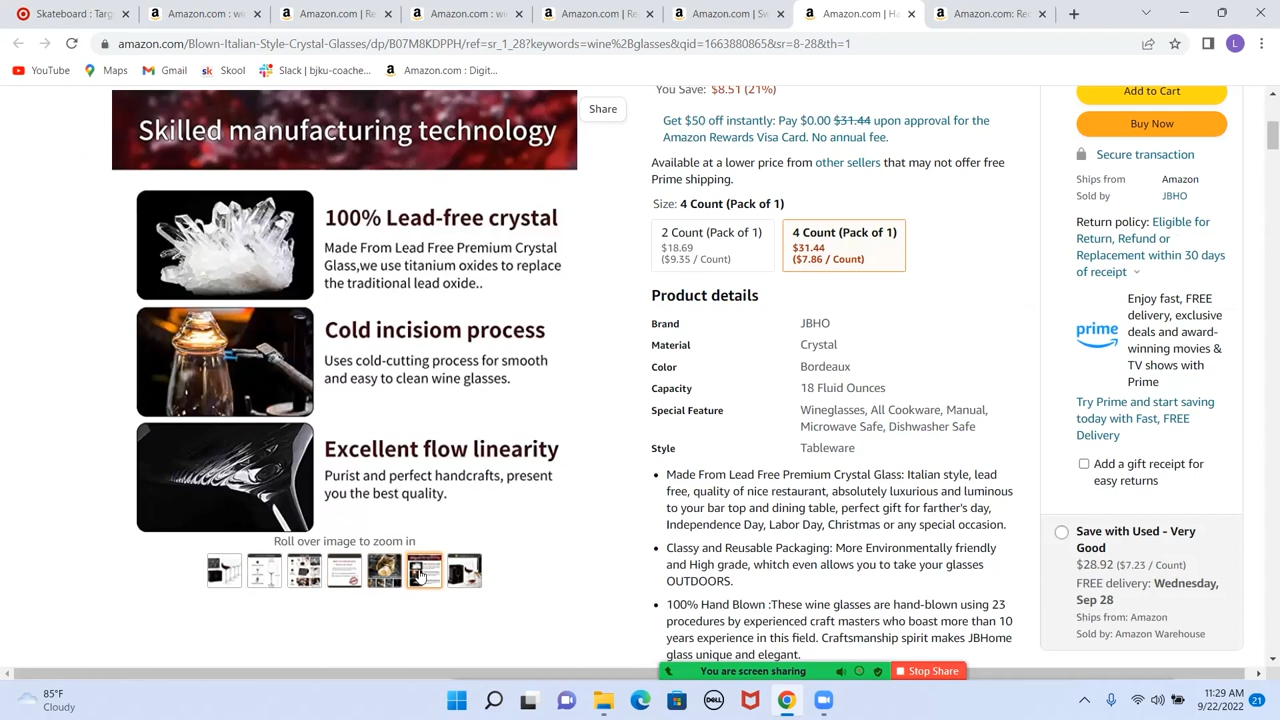 Skateboard : Targ
Amazon.com : wi
Amazon.com : Re
Amazon.com : wi
Amazon.com : Re
Amazon.com : Sw
Amazon.com : Ha
Amazon.com: Rec
amazon.com/Blown-Italian-Style-Crystal-Glasses/dp/B07M8KDPPH/ref=sr_1_28?keywords=wine%2Bglasses&qid=1663880865&sr=8-28&th=1
L
YouTube
Maps
Gmail
sk Skool
Slack | bjku-coache...
Amazon.com : Digit...
Skilled manufacturing technology
100% Lead-free crystal
Made From Lead Free Premium Crystal
Glass,we use titanium oxides to replace
the traditional lead oxide..
Cold incisiom process
Uses cold-cutting process for smooth
and easy to clean wine glasses.
Excellent flow linearity
Purist and perfect handcrafts, present
you the best quality.
Roll over image to zoom in
Share
You Save: $8.51 (21%)
Get $50 off instantly: Pay $0.00 $31.44 upon approval for the
Amazon Rewards Visa Card. No annual fee.
Available at a lower price from other sellers that may not offer free
Prime shipping.
Size: 4 Count (Pack of 1)
2 Count (Pack of 1)
$18.69
($9.35 / Count)
4 Count (Pack of 1)
$31.44
($7.86 / Count)
Product details
Brand JBHO
Material Crystal
Color Bordeaux
Capacity 18 Fluid Ounces
Special Feature Wineglasses, All Cookware, Manual,
Microwave Safe, Dishwasher Safe
Style Tableware
• Made From Lead Free Premium Crystal Glass: Italian style, lead
free, quality of nice restaurant, absolutely luxurious and luminous
to your bar top and dining table, perfect gift for farther's day,
Independence Day, Labor Day, Christmas or any special occasion.
• Classy and Reusable Packaging: More Environmentally friendly
and High grade, whitch even allows you to take your glasses
OUTDOORS.
• 100% Hand Blown :These wine glasses are hand-blown using 23
procedures by experienced craft masters who boast more than 10
years experience in this field. Craftsmanship spirit makes JBHome
glass unique and elegant.
Add to Cart
Buy Now
Secure transaction
Ships from Amazon
Sold by JBHO
Return policy: Eligible for
Return, Refund or
Replacement within 30 days
of receipt
prime
Enjoy fast, FREE
delivery, exclusive
deals and award-
winning movies &
TV shows with
Prime
Try Prime and start saving
today with Fast, FREE
Delivery
Add a gift receipt for
easy returns
Save with Used - Very
Good
$28.92 ($7.23 / Count)
FREE delivery: Wednesday,
Sep 28
Ships from: Amazon
Sold by: Amazon Warehouse
You are screen sharing
Stop Share
85°F
Cloudy
DELL
11:29 AM
9/22/2022
21